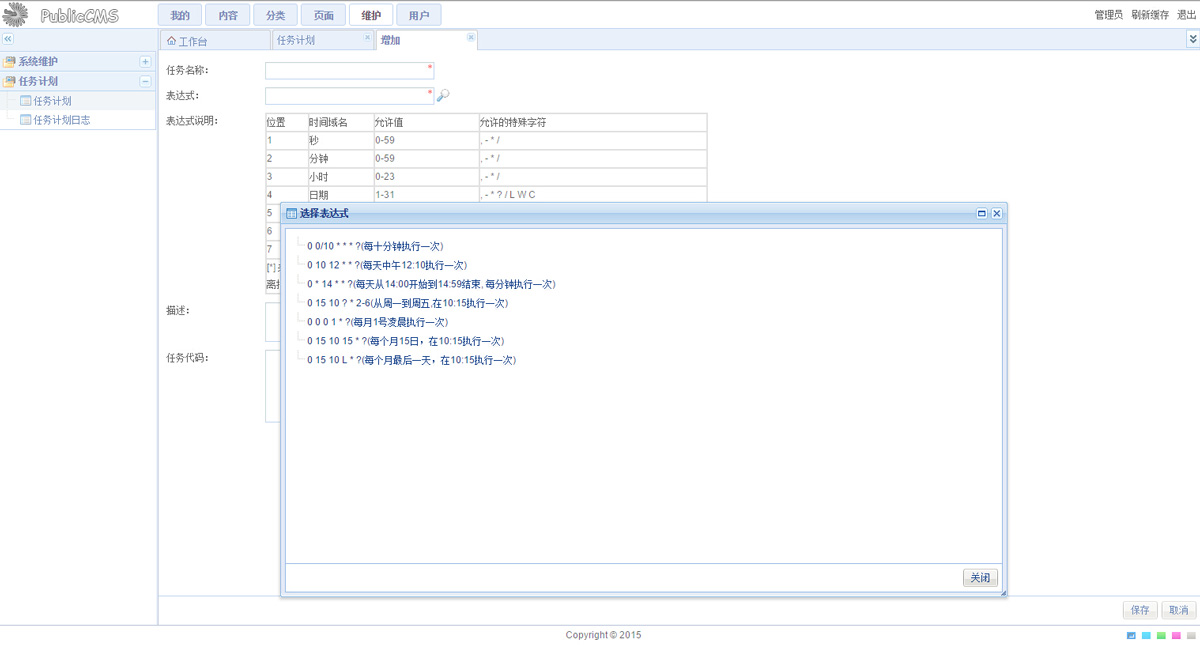 PublicCMS 我的 内容 分类 页面 维护 用户 管理员 刷新缓存 退出
工作台 任务计划 增加
系统维护
任务计划
任务计划
任务计划日志
任务名称: *
表达式: *
表达式说明:
位置 时间域名 允许值 允许的特殊字符
1 秒 0-59 , - * /
2 分钟 0-59 , - * /
3 小时 0-23 , - * /
4 日期 1-31 , - * ? / L W C
5
6
7
[*]
描述:
任务代码:
选择表达式
0 0/10 * * * ?(每十分钟执行一次)
0 10 12 * * ?(每天中午12:10执行一次)
0 * 14 * * ?(每天从14:00开始到14:59结束, 每分钟执行一次)
0 15 10 ? * 2-6(从周一到周五,在10:15执行一次)
0 0 0 1 * ?(每月1号凌晨执行一次)
0 15 10 15 * ?(每个月15日，在10:15执行一次)
0 15 10 L * ?(每个月最后一天，在10:15执行一次)
关闭
保存 取消
Copyright © 2015